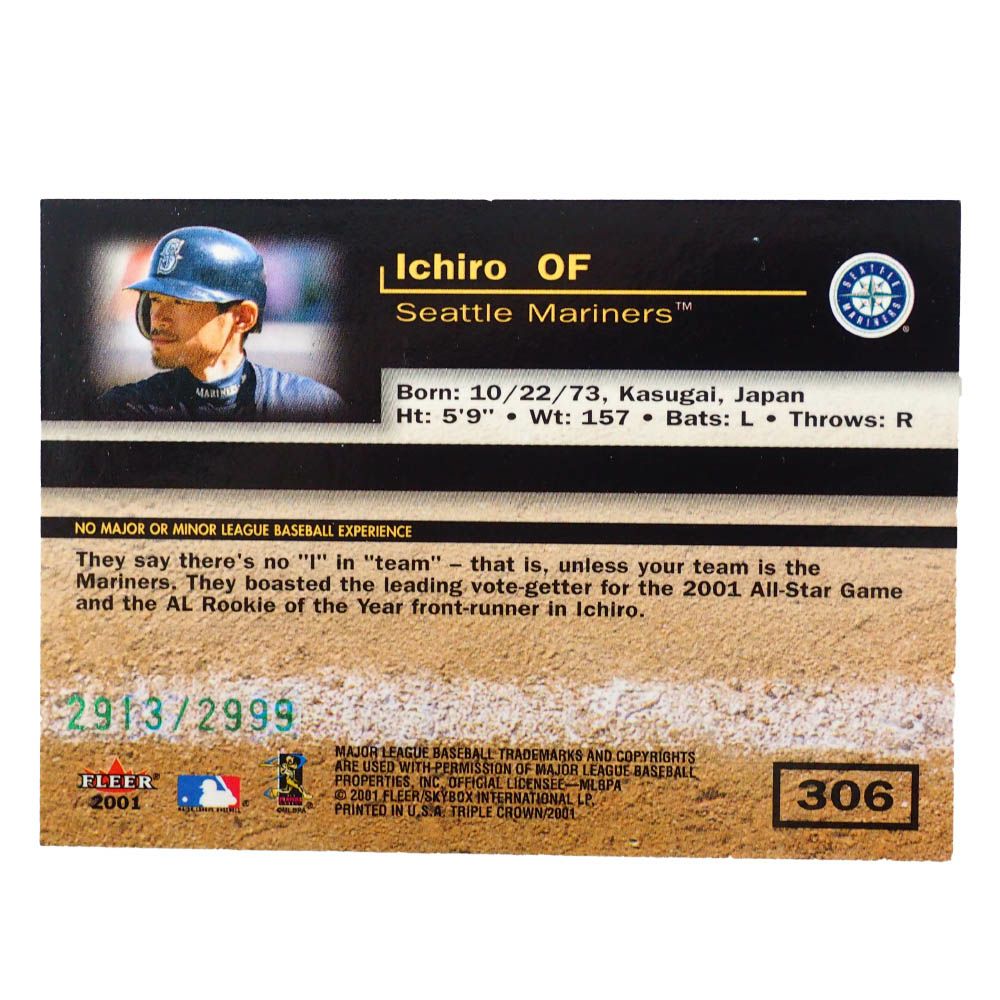 Ichiro OF
Seattle Mariners™
SEATTLE MARINERS ®
MARINERS
Born: 10/22/73, Kasugai, Japan
Ht: 5'9" • Wt: 157 • Bats: L • Throws: R
NO MAJOR OR MINOR LEAGUE BASEBALL EXPERIENCE
They say there's no "I" in "team" – that is, unless your team is the
Mariners. They boasted the leading vote-getter for the 2001 All-Star Game
and the AL Rookie of the Year front-runner in Ichiro.
2913/2999
FLEER®
2001
©MLBPA
MAJOR LEAGUE BASEBALL TRADEMARKS AND COPYRIGHTS
ARE USED WITH PERMISSION OF MAJOR LEAGUE BASEBALL
PROPERTIES, INC. OFFICIAL LICENSEE—MLBPA
© 2001 FLEER/SKYBOX INTERNATIONAL LP.
PRINTED IN U.S.A. TRIPLE CROWN/2001
306